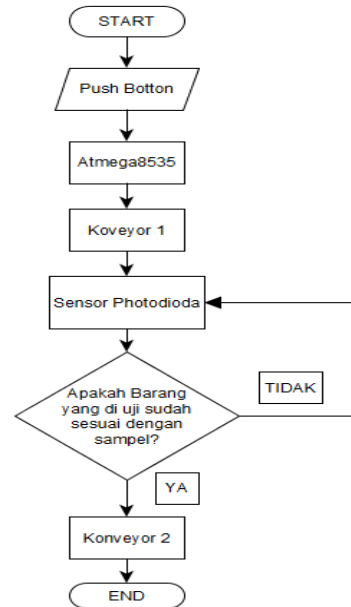 START
Push Botton
Atmega8535
Koveyor 1
Sensor Photodioda
Apakah Barang
yang di uji sudah
sesuai dengan
sampel?
TIDAK
YA
Konveyor 2
END